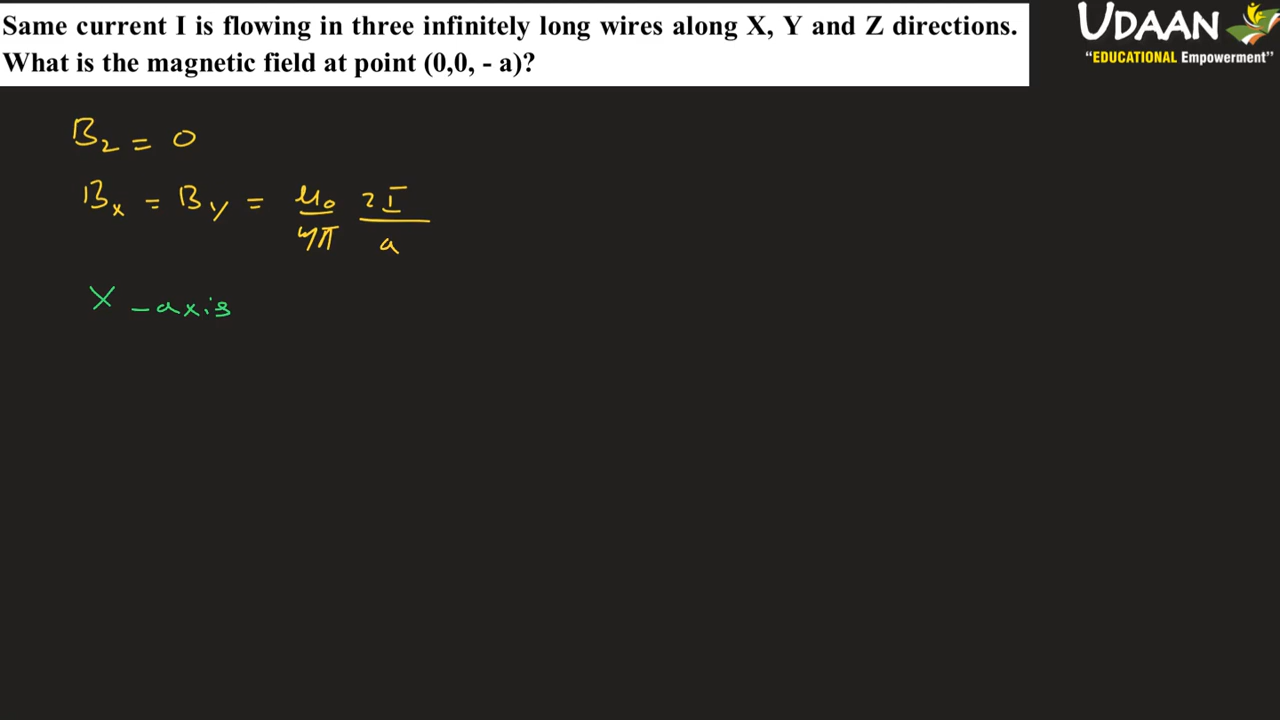 Same current I is flowing in three infinitely long wires along X, Y and Z directions.
What is the magnetic field at point (0,0, - a)?
UDAAN
“EDUCATIONAL Empowerment”
B_z = 0
B_x = B_y = μ₀/4π 2I/a
X - axis